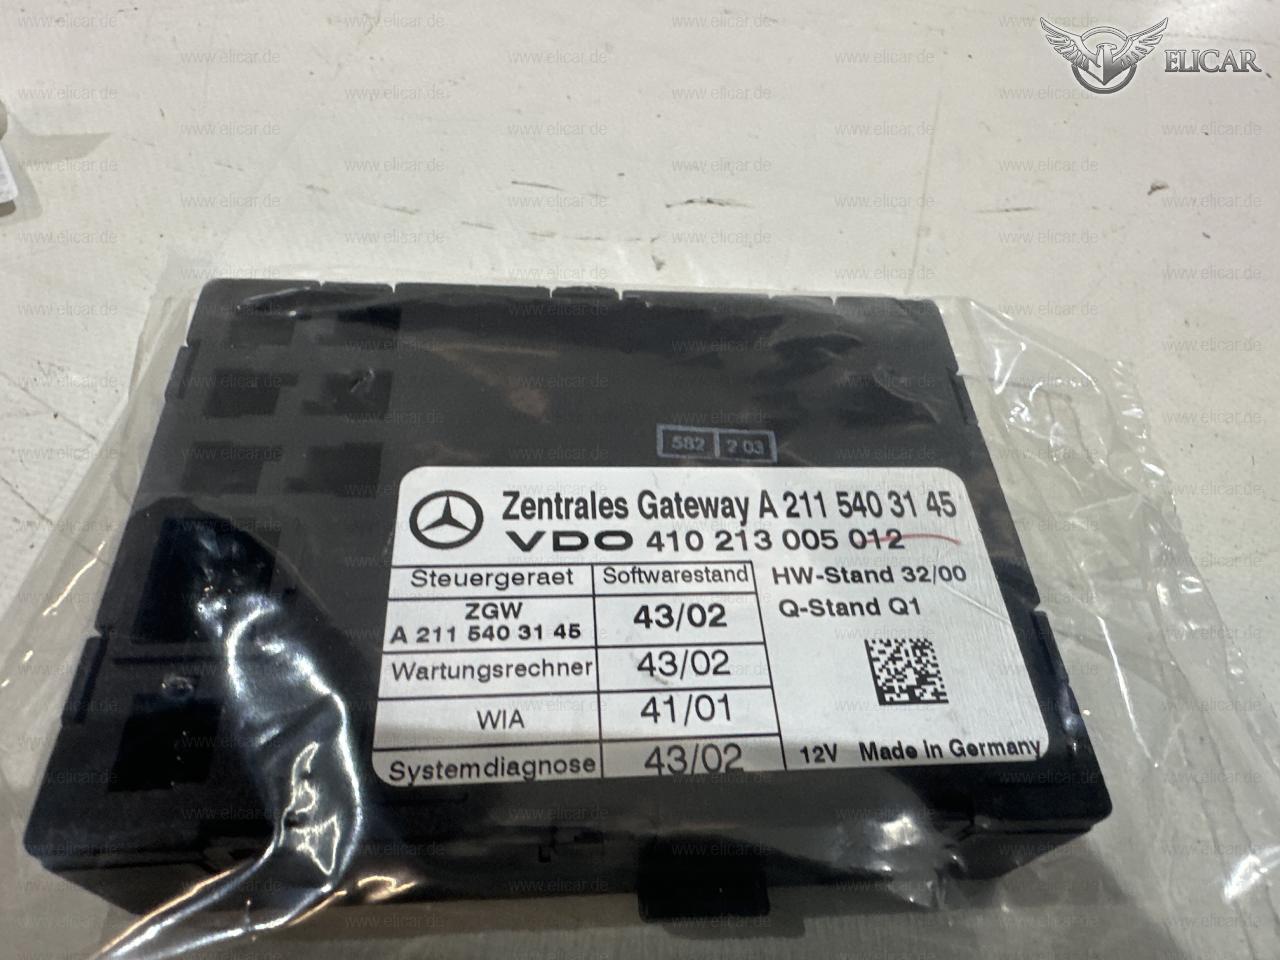 ELICAR
www.elicar.de
582 2 03
Zentrales Gateway A 211 540 31 45
VDO 410 213 005 012
Steuergeraet Softwarestand HW-Stand 32/00
ZGW 43/02 Q-Stand Q1
A 211 540 31 45
Wartungsrechner 43/02
WIA 41/01
Systemdiagnose 43/02 12V Made in Germany